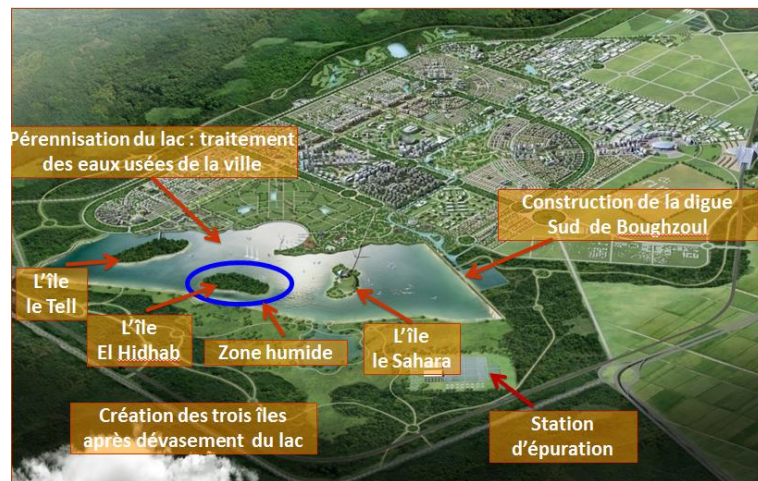 Pérennisation du lac : traitement
des eaux usées de la ville
Construction de la digue
Sud de Boughzoul
L'île
le Tell
L'île
El Hidhab
Zone humide
L'île
le Sahara
Création des trois îles
après dévasement du lac
Station
d'épuration